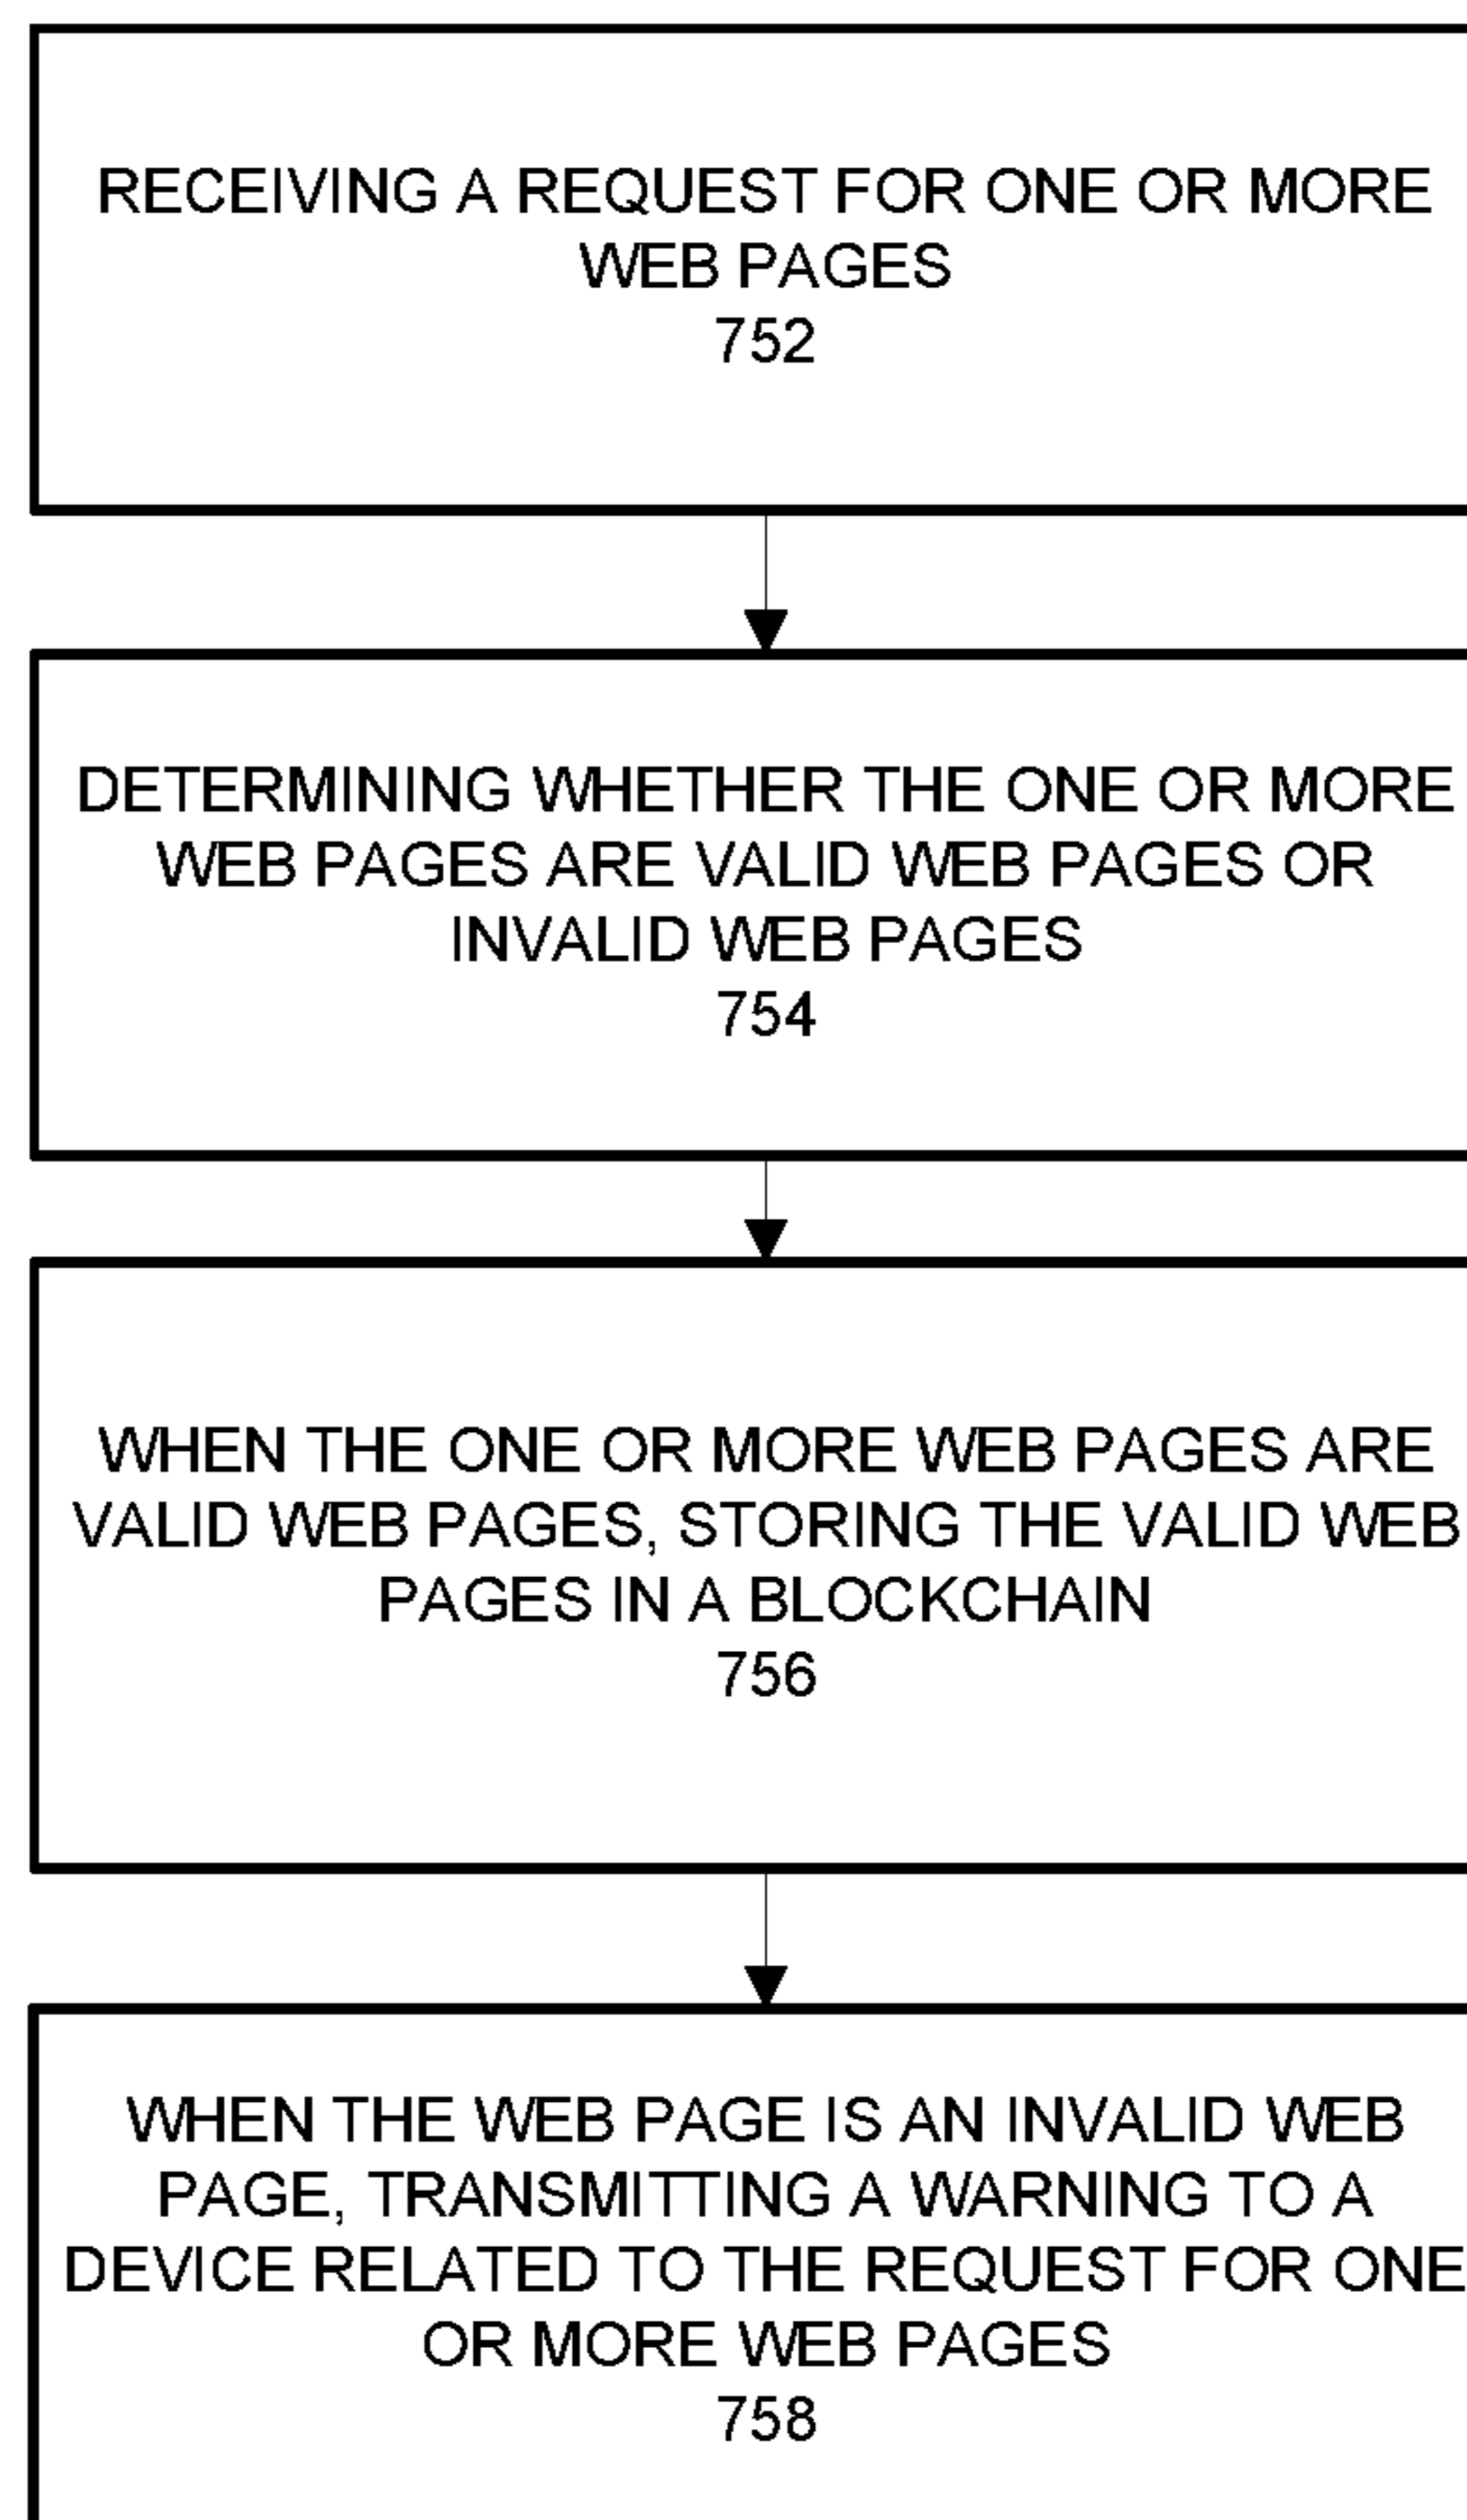 RECEIVING A REQUEST FOR ONE OR MORE
WEB PAGES
752
DETERMINING WHETHER THE ONE OR MORE
WEB PAGES ARE VALID WEB PAGES OR
INVALID WEB PAGES
754
WHEN THE ONE OR MORE WEB PAGES ARE
VALID WEB PAGES, STORING THE VALID WEB
PAGES IN A BLOCKCHAIN
756
WHEN THE WEB PAGE IS AN INVALID WEB
PAGE, TRANSMITTING A WARNING TO A
DEVICE RELATED TO THE REQUEST FOR ONE
OR MORE WEB PAGES
758